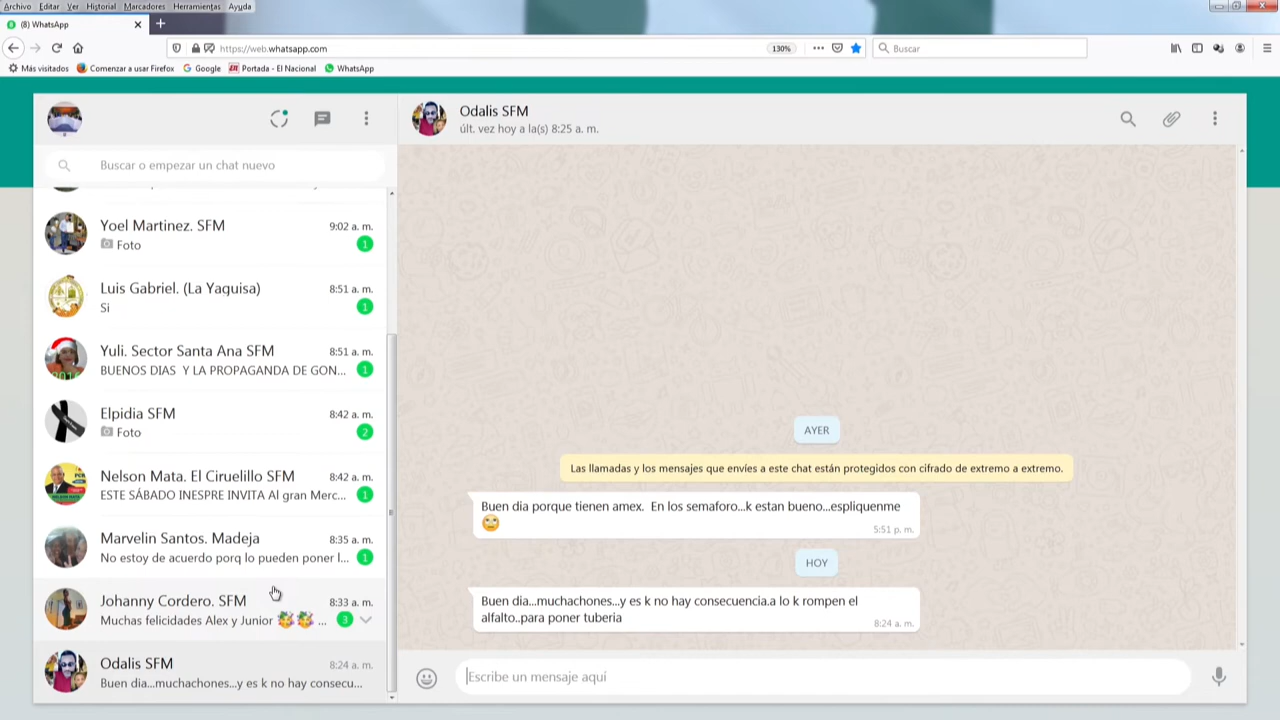 Archivo Editar Ver Historial Marcadores Herramientas Ayuda
(8) WhatsApp
https://web.whatsapp.com
130%
Buscar
Más visitados Comenzar a usar Firefox Google Portada - El Nacional WhatsApp
Odalis SFM
últ. vez hoy a la(s) 8:25 a. m.
Buscar o empezar un chat nuevo
Yoel Martinez. SFM 9:02 a. m.
Foto 1
Luis Gabriel. (La Yaguisa) 8:51 a. m.
Si 1
Yuli. Sector Santa Ana SFM 8:51 a. m.
BUENOS DIAS Y LA PROPAGANDA DE GON... 1
Elpidia SFM 8:42 a. m.
Foto 2
Nelson Mata. El Ciruelillo SFM 8:42 a. m.
ESTE SÁBADO INESPRE INVITA Al gran Merc... 1
Marvelin Santos. Madeja 8:35 a. m.
No estoy de acuerdo porq lo pueden poner l... 1
Johanny Cordero. SFM 8:33 a. m.
Muchas felicidades Alex y Junior 🥳🥳 ... 3
Odalis SFM 8:24 a. m.
Buen dia...muchachones...y es k no hay consecu...
AYER
Las llamadas y los mensajes que envíes a este chat están protegidos con cifrado de extremo a extremo.
Buen dia porque tienen amex. En los semaforo...k estan bueno...espliquenme
🙄
5:51 p. m.
HOY
Buen dia...muchachones...y es k no hay consecuencia.a lo k rompen el
alfalto..para poner tuberia
8:24 a. m.
Escribe un mensaje aquí